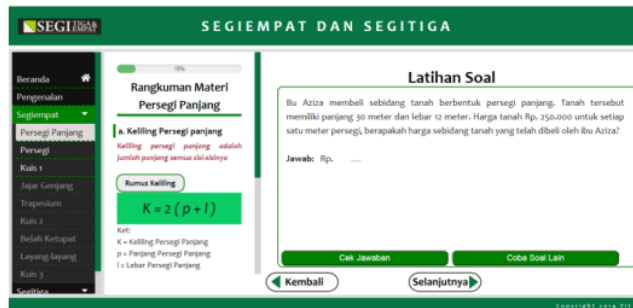 SEGITIGA& EMPAT
SEGIEMPAT DAN SEGITIGA
Beranda
Pengenalan
Segiempat
Persegi Panjang
Persegi
Kuis 1
Jajar Genjang
Trapesium
Kuis 2
Belah Ketupat
Layang-layang
Kuis 3
Segitiga
Rangkuman Materi
Persegi Panjang
a. Keliling Persegi panjang
Keliling persegi panjang adalah
jumlah panjang semua sisi-sisinya
Rumus Keliling
K = 2 ( p + l )
Ket:
K = Keliling Persegi Panjang
p = Panjang Persegi Panjang
l = Lebar Persegi Panjang
Latihan Soal
Bu Aziza membeli sebidang tanah berbentuk persegi panjang. Tanah tersebut
memiliki panjang 30 meter dan lebar 12 meter. Harga tanah Rp. 250.000 untuk setiap
satu meter persegi, berapakah harga sebidang tanah yang telah dibeli oleh ibu Aziza?
Jawab: Rp.
Cek Jawaban
Coba Soal Lain
Kembali
Selanjutnya
Copyright 2019